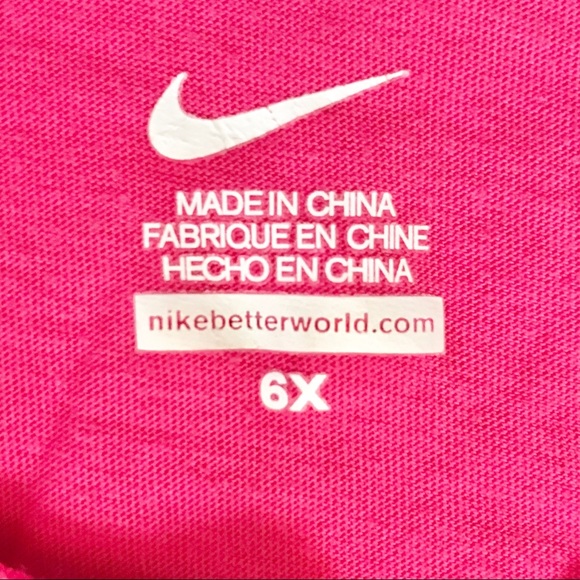 MADE IN CHINA
FABRIQUE EN CHINE
HECHO EN CHINA
nikebetterworld.com
6X